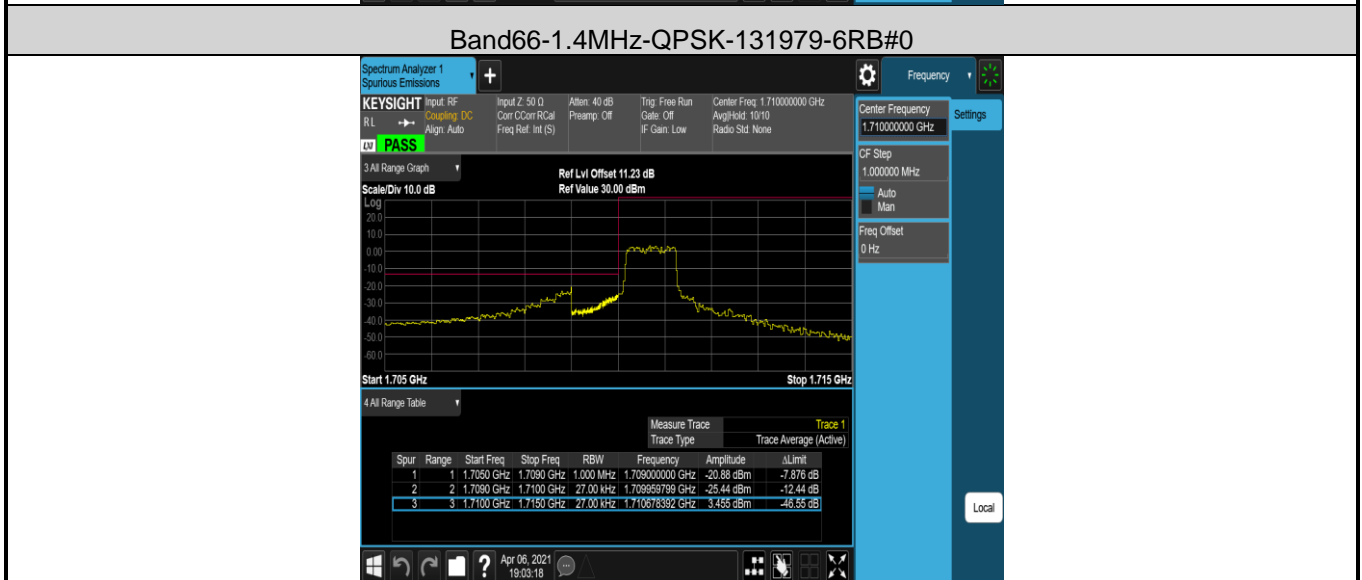 Band66-1.4MHz-QPSK-131979-6RB#0
Spectrum Analyzer 1
Spurious Emissions
+
Frequency
KEYSIGHT Input: RF Input Z: 50 Ω Atten: 40 dB Trig: Free Run Center Freq: 1.710000000 GHz
RL Coupling: DC Corr CCorr RCal Preamp: Off Gate: Off Avg|Hold: 10/10
Align: Auto Freq Ref: Int (S) IF Gain: Low Radio Std: None
LXI PASS
Center Frequency
1.710000000 GHz
Settings
CF Step
1.000000 MHz
Auto
Man
Freq Offset
0 Hz
3 All Range Graph
Ref Lvl Offset 11.23 dB
Scale/Div 10.0 dB Ref Value 30.00 dBm
Log
20.0
10.0
0.00
-10.0
-20.0
-30.0
-40.0
-50.0
-60.0
Start 1.705 GHz Stop 1.715 GHz
4 All Range Table
Measure Trace Trace 1
Trace Type Trace Average (Active)
Spur Range Start Freq Stop Freq RBW Frequency Amplitude ΔLimit
1 1 1.7050 GHz 1.7090 GHz 1.000 MHz 1.709000000 GHz -20.88 dBm -7.876 dB
2 2 1.7090 GHz 1.7100 GHz 27.00 kHz 1.709959799 GHz -25.44 dBm -12.44 dB
3 3 1.7100 GHz 1.7150 GHz 27.00 kHz 1.710678392 GHz 3.455 dBm -46.55 dB
Local
? Apr 06, 2021
19:03:18